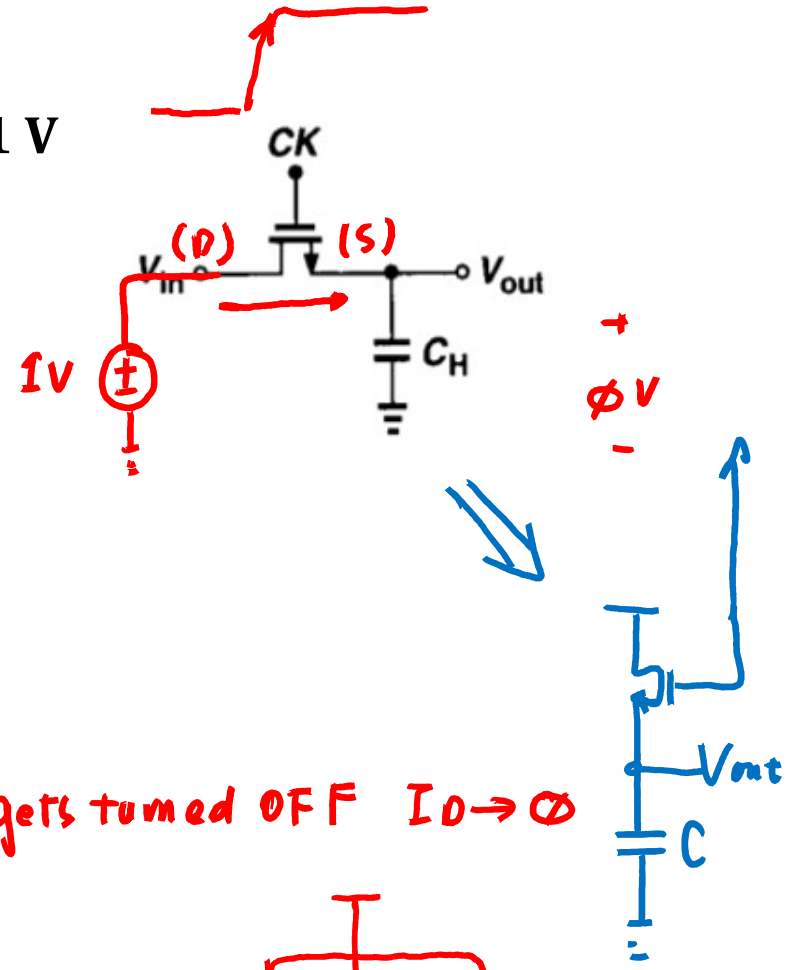 1 V
CK
(D) (S)
Vin Vout
1V + CH
+
ØV
-
Vout
gets turned OFF ID→Ø
C